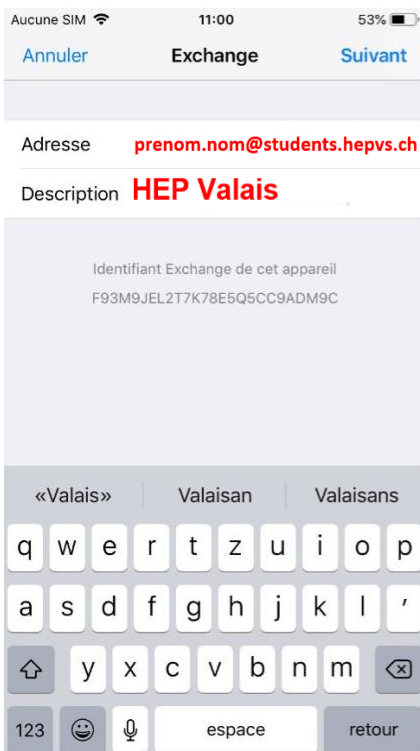 Aucune SIM 11:00 53%
Annuler Exchange Suivant
Adresse prenom.nom@students.hepvs.ch
Description HEP Valais
Identifiant Exchange de cet appareil
F93M9JEL2T7K78E5Q5CC9ADM9C
«Valais» Valaisan Valaisans
q w e r t z u i o p
a s d f g h j k l ’
y x c v b n m
123 espace retour